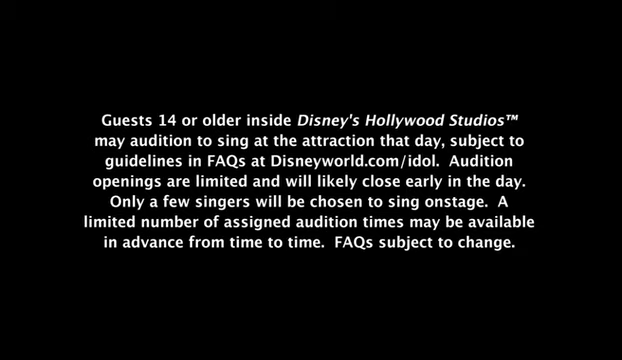 Guests 14 or older inside Disney's Hollywood Studios™
may audition to sing at the attraction that day, subject to
guidelines in FAQs at Disneyworld.com/idol.  Audition
openings are limited and will likely close early in the day.
Only a few singers will be chosen to sing onstage.  A
limited number of assigned audition times may be available
in advance from time to time.  FAQs subject to change.